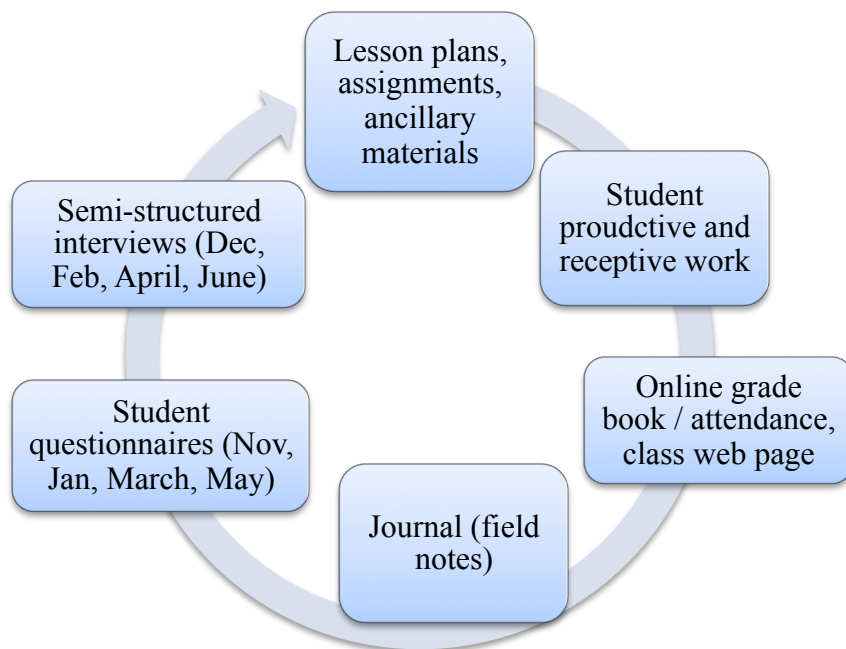 Lesson plans,
assignments,
ancillary
materials
Student
proudctive and
receptive work
Online grade
book / attendance,
class web page
Journal (field
notes)
Student
questionnaires (Nov,
Jan, March, May)
Semi-structured
interviews (Dec,
Feb, April, June)